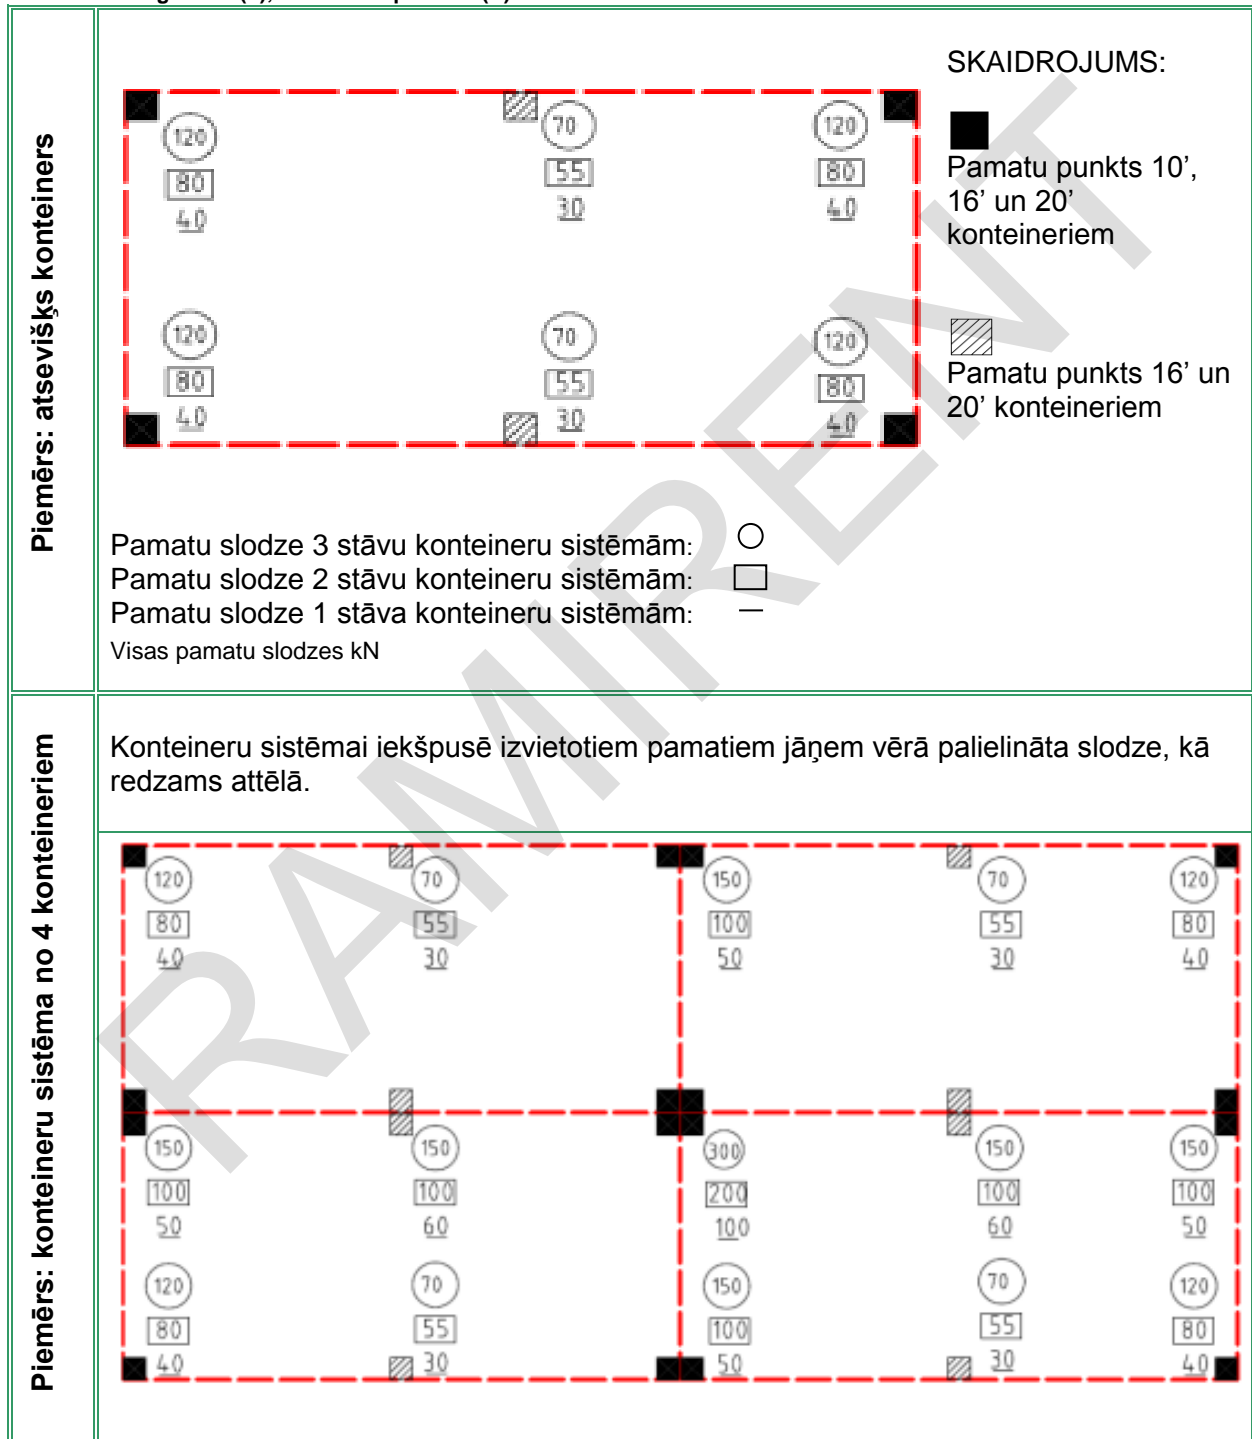 SKAIDROJUMS:
Pamatu punkts 10’,
16’ un 20’
konteineriem
Pamatu punkts 16’ un
20’ konteineriem
Piemērs: atsevišķs konteiners
120 70 120
80 55 80
40 30 40
120 70 120
80 55 80
40 30 40
Pamatu slodze 3 stāvu konteineru sistēmām:
Pamatu slodze 2 stāvu konteineru sistēmām:
Pamatu slodze 1 stāva konteineru sistēmām:
Visas pamatu slodzes kN
Piemērs: konteineru sistēma no 4 konteineriem
Konteineru sistēmai iekšpusē izvietotiem pamatiem jāņem vērā palielināta slodze, kā
redzams attēlā.
120 70 150 70 120
80 55 100 55 80
40 30 50 30 40
150 150 300 150 150
100 100 200 100 100
50 60 100 60 50
120 70 150 70 120
80 55 100 55 80
40 30 50 30 40
RAMIRENT